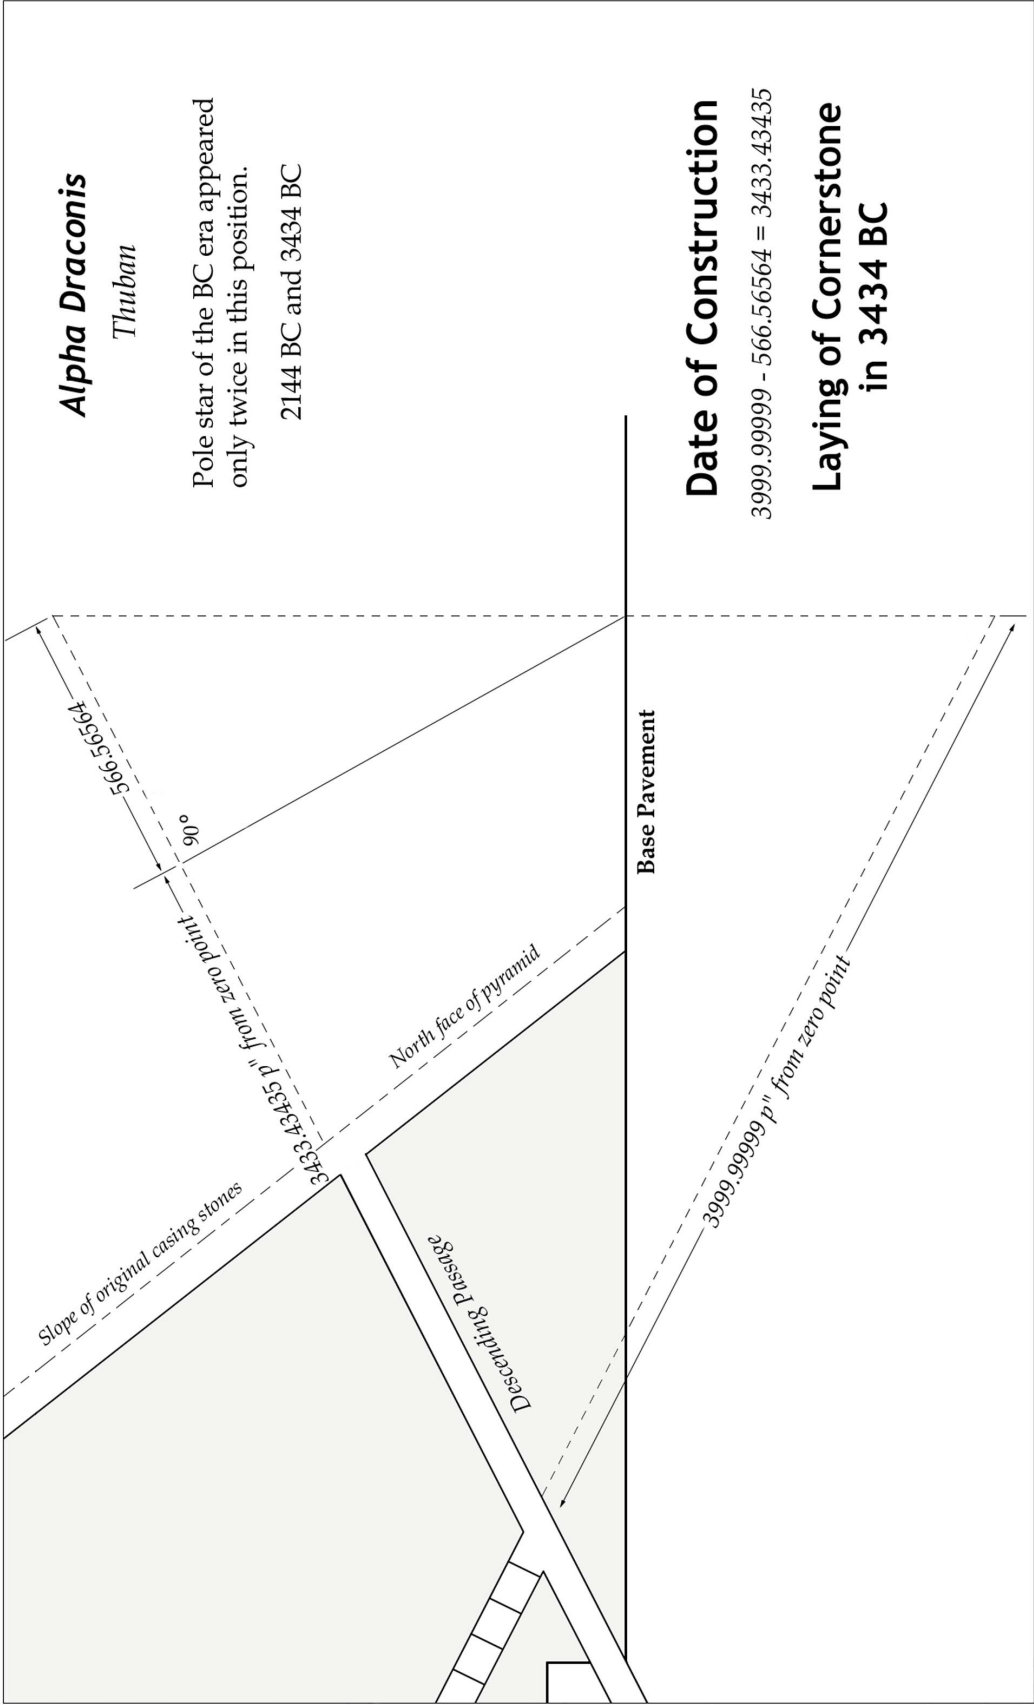 Alpha Draconis
Thuban
Pole star of the BC era appeared
only twice in this position.
2144 BC and 3434 BC
566.56564
90°
3433.43435 p" from zero point
Slope of original casing stones
North face of pyramid
Descending Passage
Base Pavement
3999.99999 p" from zero point
Date of Construction
3999.99999 - 566.56564 = 3433.43435
Laying of Cornerstone
in 3434 BC